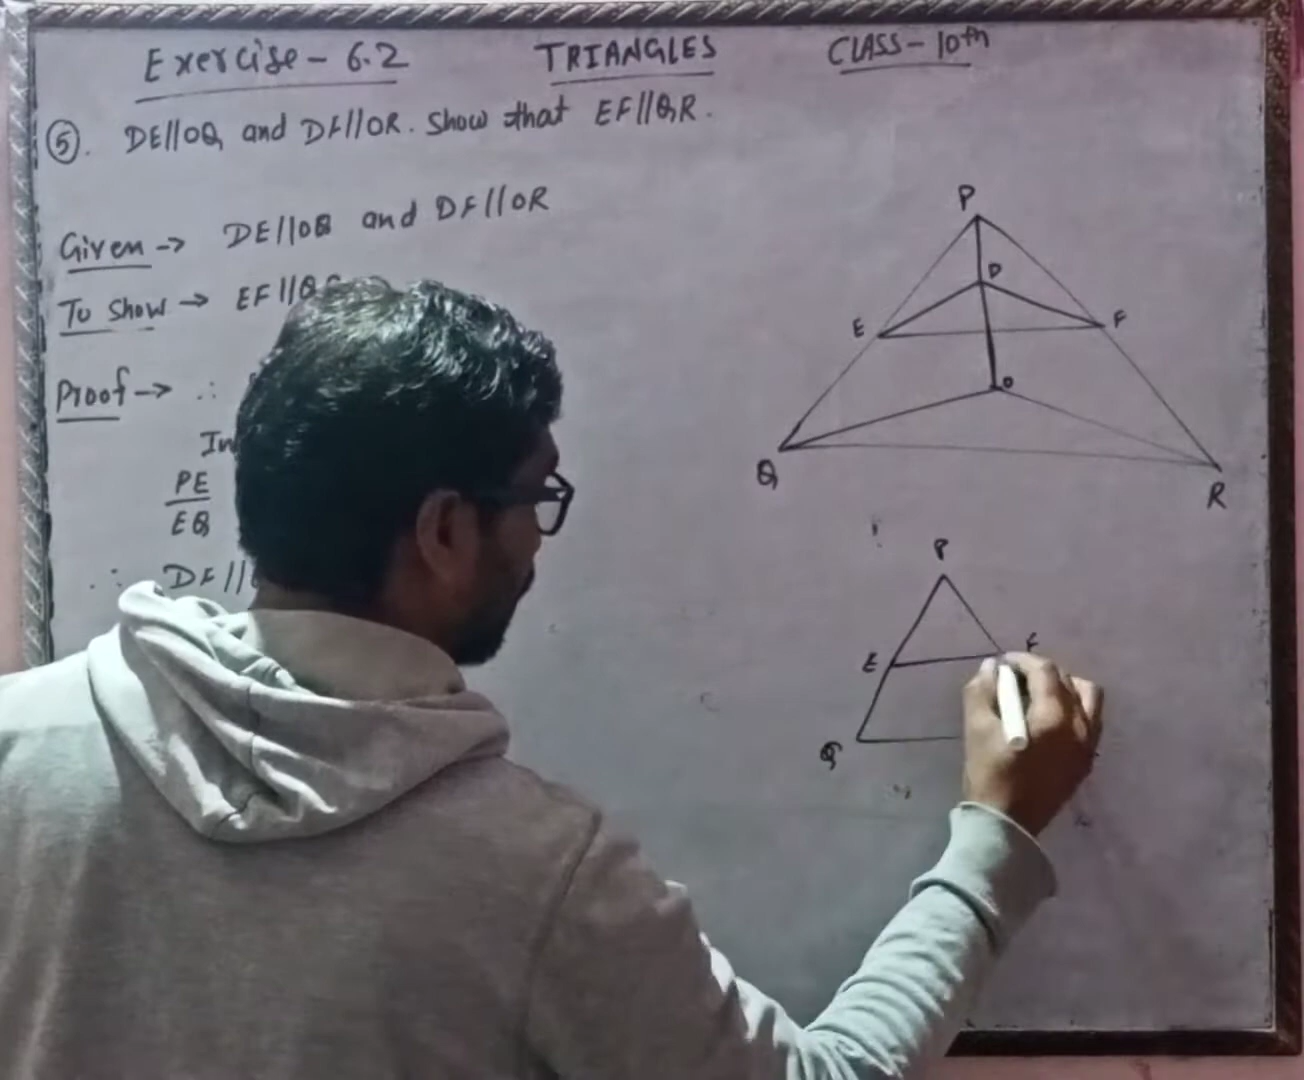 Exercise - 6.2 TRIANGLES CLASS - 10th
⑤. DE||OQ and DF||OR. Show that EF||QR.
Given → DE||OQ and DF||OR
To Show → EF||
Proof → ∴
In
PE
EQ
∴ DF||
P
D
E F
O
Q
R
P
E F
Q